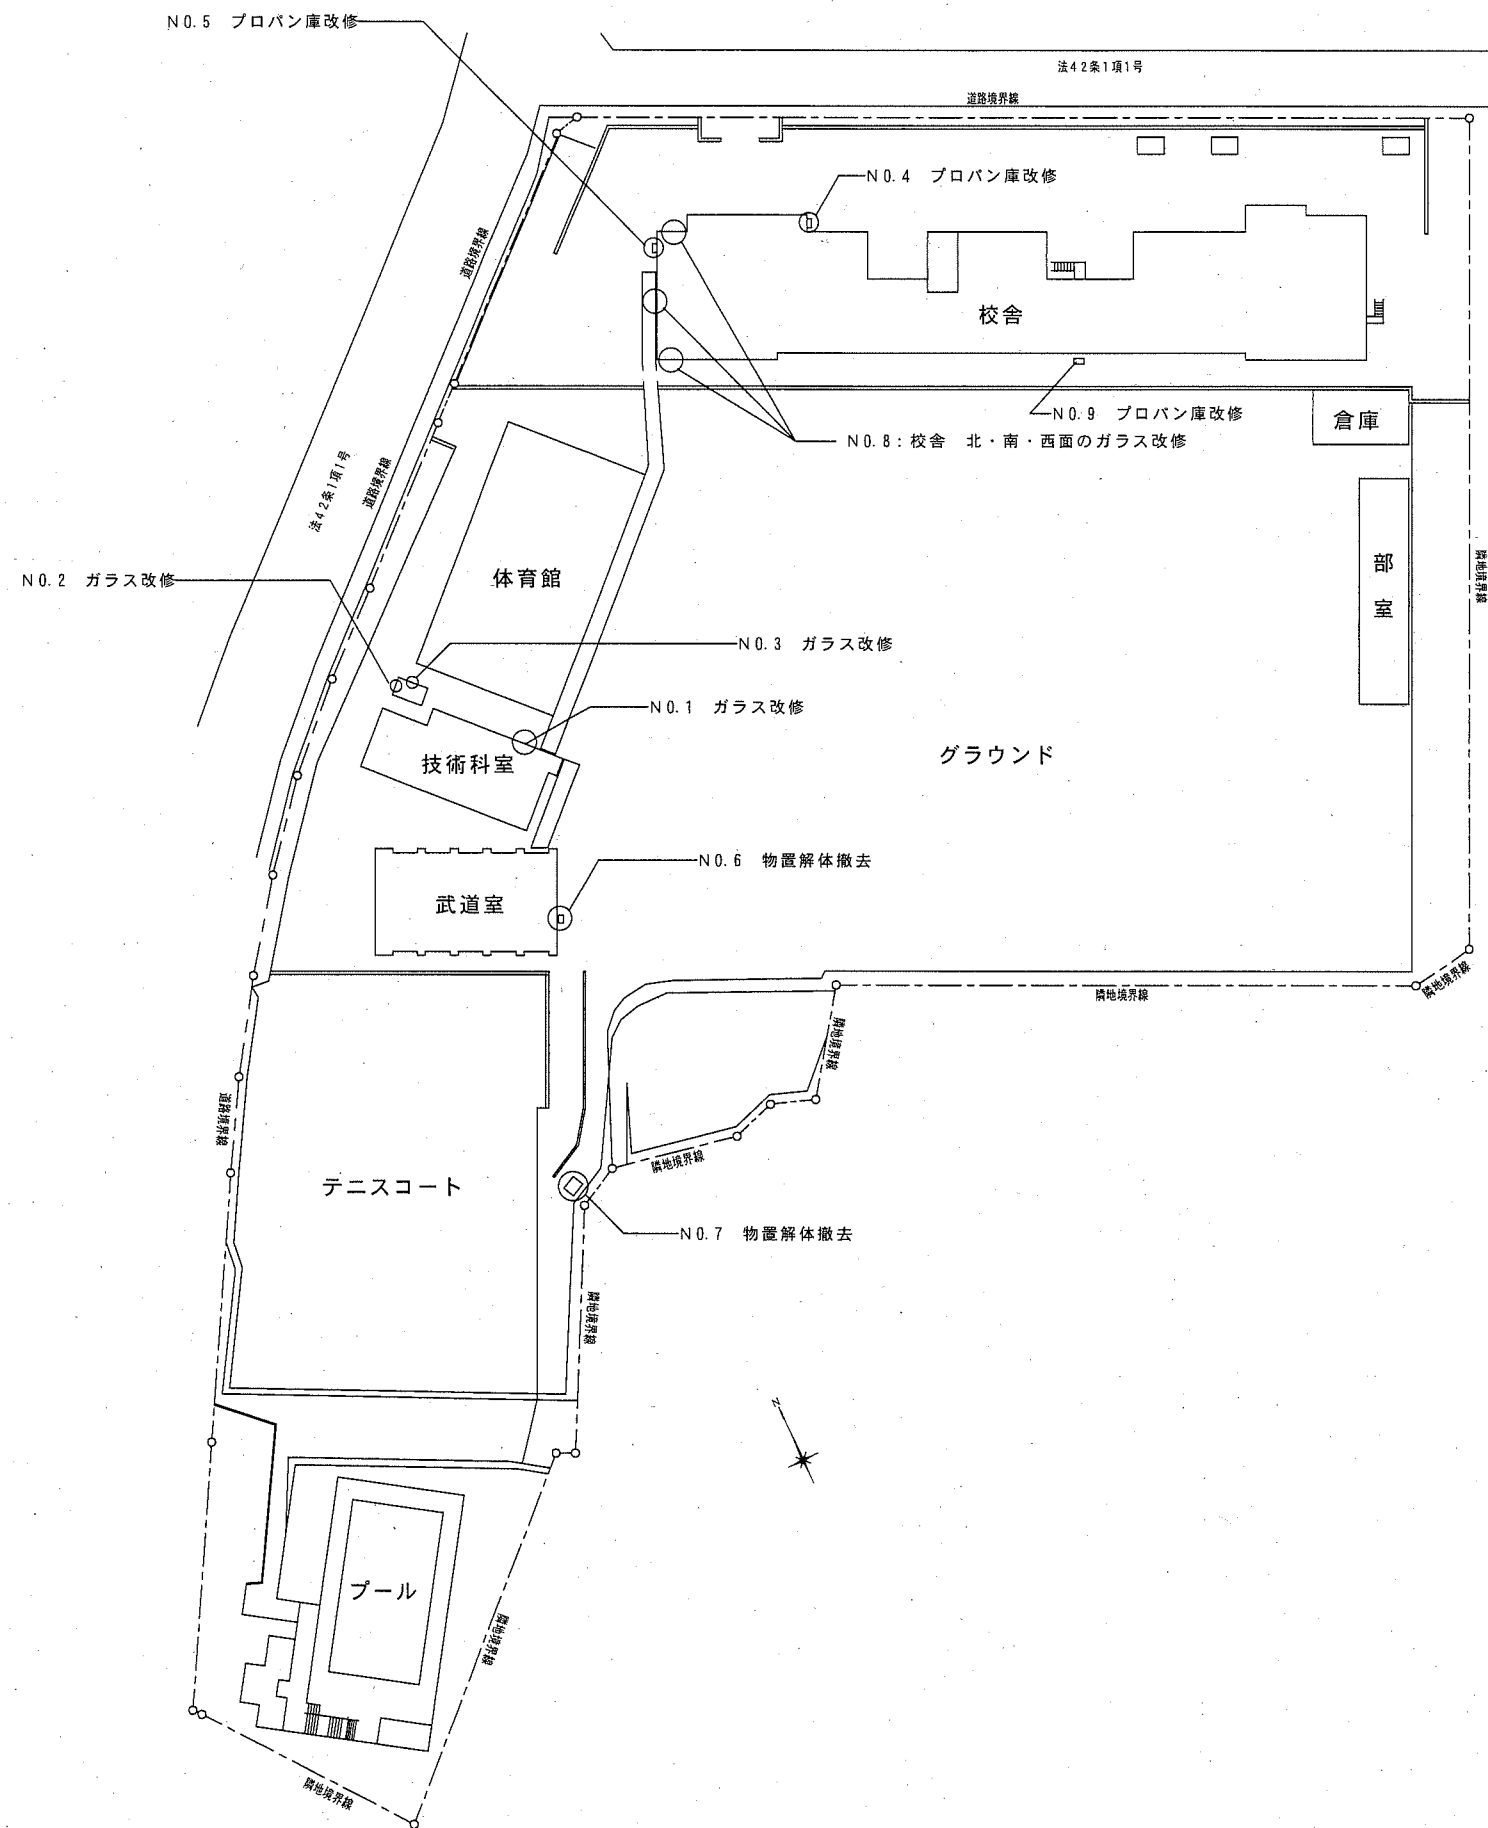 NO.5 プロパン庫改修
法42条1項1号
道路境界線
NO.4 プロパン庫改修
道路境界線
校舎
NO.9 プロパン庫改修
倉庫
NO.8：校舎 北・南・西面のガラス改修
法42条1項1号
道路境界線
隣地境界線
部室
体育館
NO.2 ガラス改修
NO.3 ガラス改修
NO.1 ガラス改修
グラウンド
技術科室
NO.6 物置解体撤去
武道室
隣地境界線
隣地境界線
隣地境界線
道路境界線
隣地境界線
テニスコート
NO.7 物置解体撤去
隣地境界線
N
プール
隣地境界線
隣地境界線